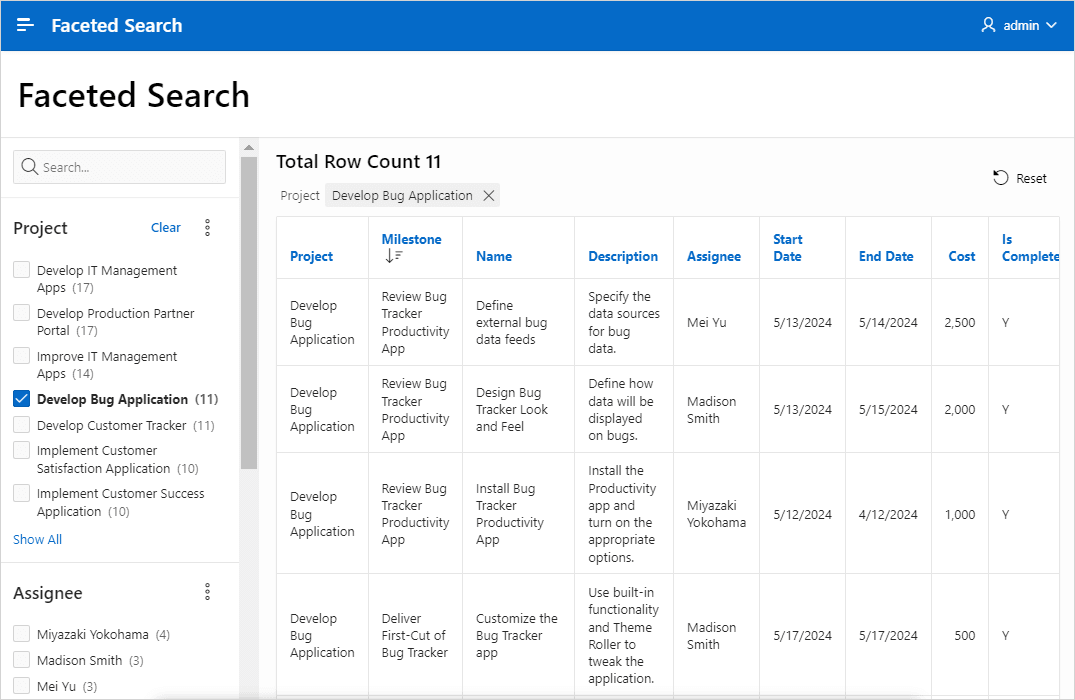 Faceted Search
admin
Faceted Search
Search...
Project
Clear
Develop IT Management
Apps (17)
Develop Production Partner
Portal (17)
Improve IT Management
Apps (14)
Develop Bug Application (11)
Develop Customer Tracker (11)
Implement Customer
Satisfaction Application (10)
Implement Customer Success
Application (10)
Show All
Assignee
Miyazaki Yokohama (4)
Madison Smith (3)
Mei Yu (3)
Total Row Count 11
Reset
Project Develop Bug Application
Project
Milestone
Name
Description
Assignee
Start
Date
End Date
Cost
Is
Complete
Develop
Bug
Application
Review Bug
Tracker
Productivity
App
Define
external bug
data feeds
Specify the
data sources
for bug
data.
Mei Yu
5/13/2024
5/14/2024
2,500
Y
Develop
Bug
Application
Review Bug
Tracker
Productivity
App
Design Bug
Tracker Look
and Feel
Define how
data will be
displayed
on bugs.
Madison
Smith
5/13/2024
5/15/2024
2,000
Y
Develop
Bug
Application
Review Bug
Tracker
Productivity
App
Install Bug
Tracker
Productivity
App
Install the
Productivity
app and
turn on the
appropriate
options.
Miyazaki
Yokohama
5/12/2024
4/12/2024
1,000
Y
Develop
Bug
Application
Deliver
First-Cut of
Bug Tracker
Customize the
Bug Tracker
app
Use built-in
functionality
and Theme
Roller to
tweak the
application.
Madison
Smith
5/17/2024
5/17/2024
500
Y